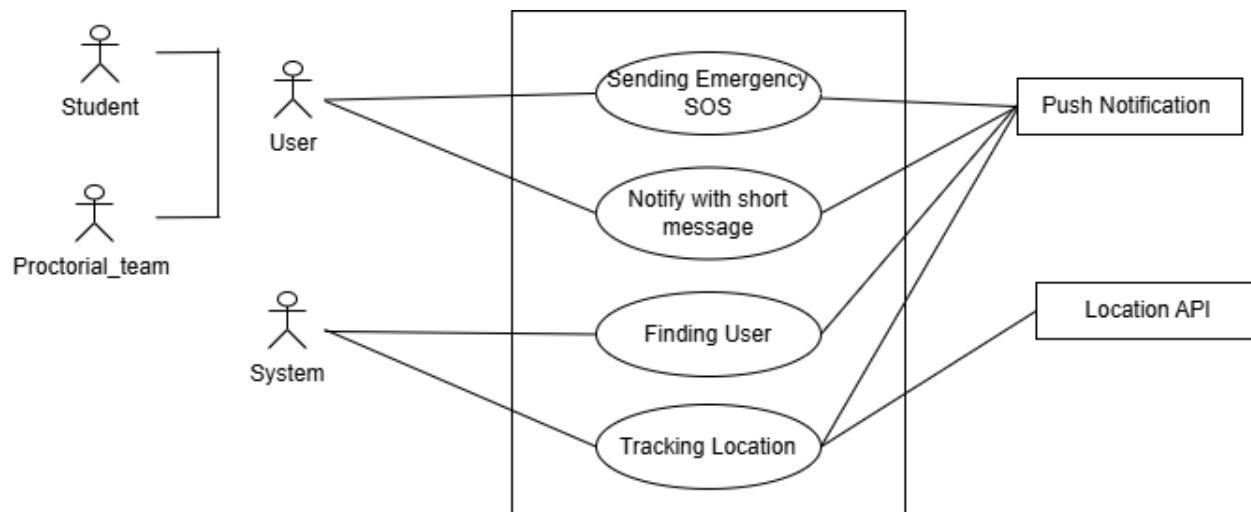 Student
Proctorial_team
User
System
Sending Emergency
SOS
Notify with short
message
Finding User
Tracking Location
Push Notification
Location API